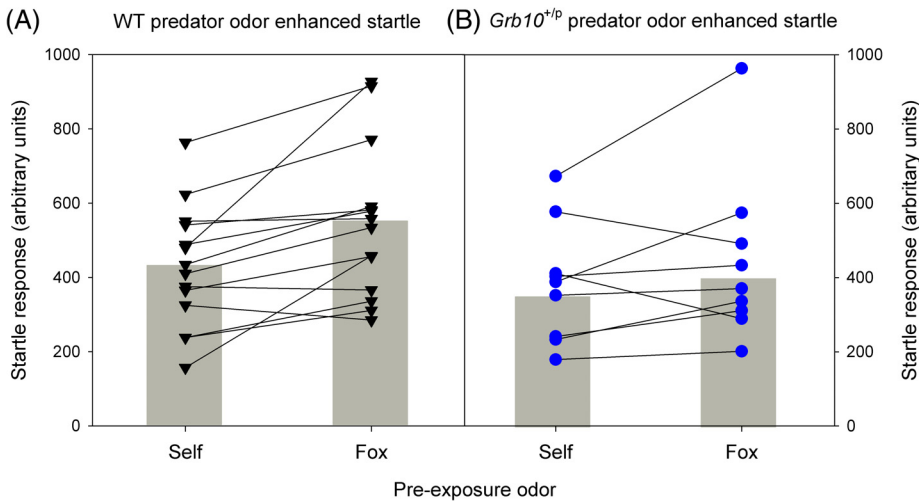 (A) WT predator odor enhanced startle
(B) Grb10+/p predator odor enhanced startle
Startle response (arbitrary units)
1000
800
600
400
200
0
Self
Fox
1000
800
600
400
200
0
Startle response (arbritary units)
Self
Fox
Pre-exposure odor